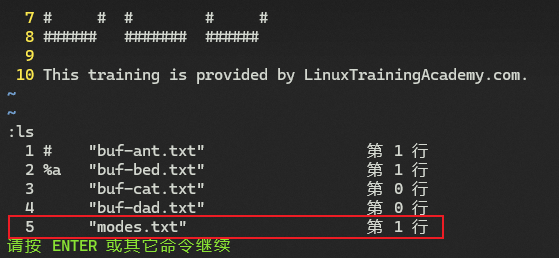 7 #      #  #         #     #
8 ######   #######  ######
9
10 This training is provided by LinuxTrainingAcademy.com.
~
~
:ls
1 #    "buf-ant.txt"                  第 1 行
2 %a   "buf-bed.txt"                  第 1 行
3      "buf-cat.txt"                  第 0 行
4      "buf-dad.txt"                  第 0 行
5      "modes.txt"                    第 1 行
请按 ENTER 或其它命令继续